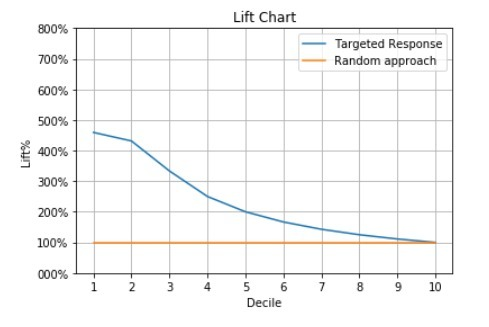 Lift Chart
800%
700%
600%
500%
400%
300%
200%
100%
000%
Lift%
Targeted Response
Random approach
1 2 3 4 5 6 7 8 9 10
Decile